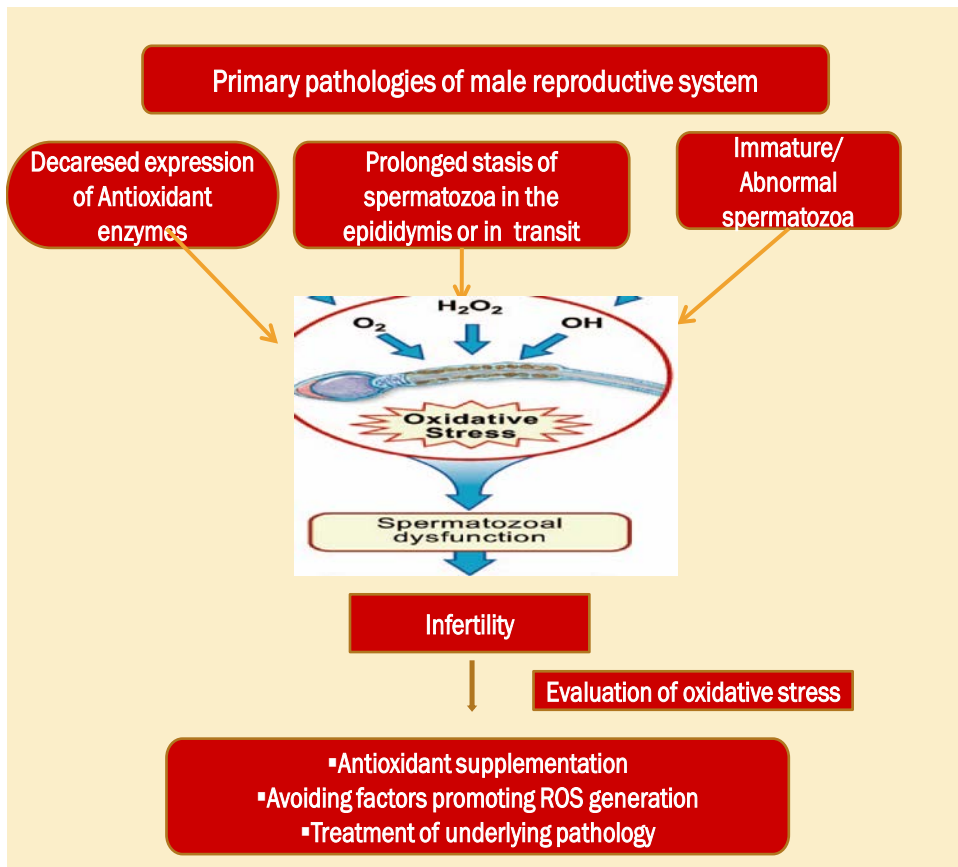 Primary pathologies of male reproductive system
Decaresed expression
of Antioxidant
enzymes
Prolonged stasis of
spermatozoa in the
epididymis or in transit
Immature/
Abnormal
spermatozoa
O₂
H₂O₂
OH
Oxidative
Stress
Spermatozoal
dysfunction
Infertility
Evaluation of oxidative stress
▪Antioxidant supplementation
▪Avoiding factors promoting ROS generation
▪Treatment of underlying pathology